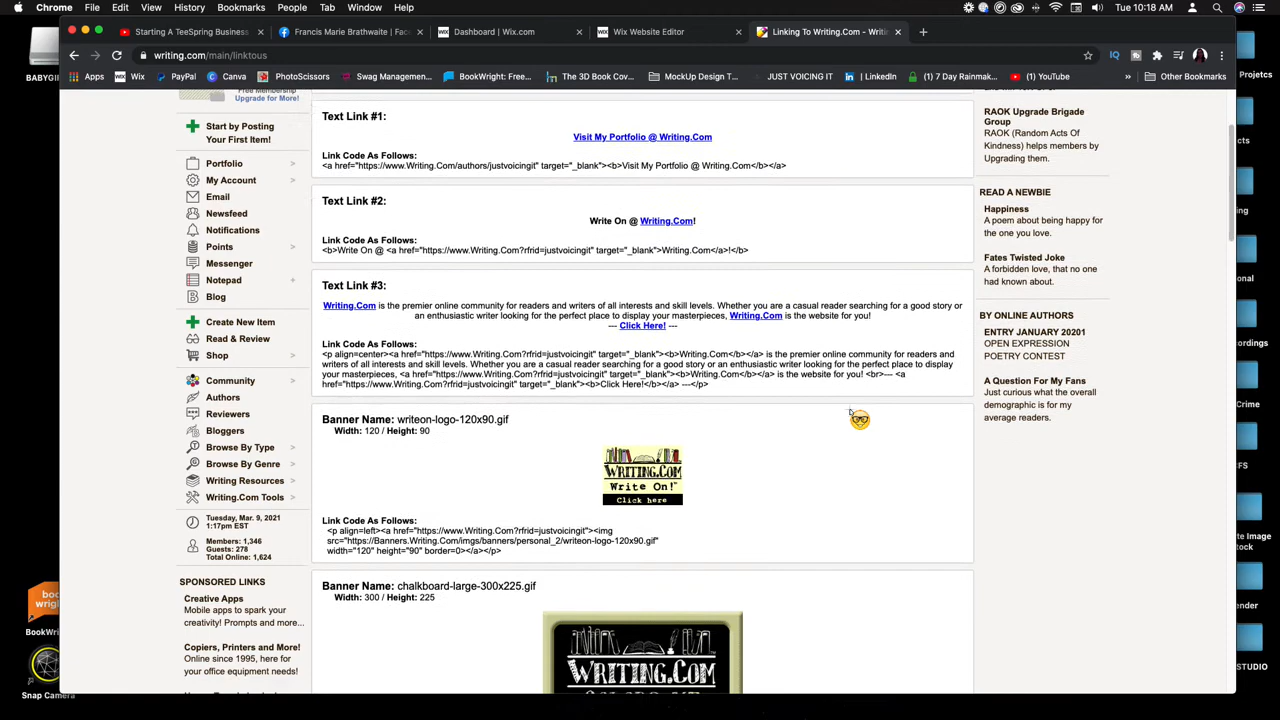 Chrome File Edit View History Bookmarks People Tab Window Help Tue 10:18 AM
Starting A TeeSpring Business × Francis Marie Brathwaite | Fac × Dashboard | Wix.com × Wix Website Editor × Linking To Writing.Com - Writin × +
writing.com/main/linktous
Apps Wix PayPal Canva PhotoScissors Swag Managemen... BookWright: Free... The 3D Book Cov... MockUp Design T... JUST VOICING IT LinkedIn (1) 7 Day Rainmak... (1) YouTube » Other Bookmarks
BABYGI
Projetcs
Free Membership
Upgrade for More!
Start by Posting
Your First Item!
Portfolio >
My Account >
Email
Newsfeed
Notifications
Points >
Messenger
Notepad +
Blog
Create New Item
Read & Review
Shop >
Community >
Authors
Reviewers
Bloggers
Browse By Type >
Browse By Genre >
Writing Resources >
Writing.Com Tools >
Tuesday, Mar. 9, 2021
1:17pm EST
Members: 1,346
Guests: 278
Total Online: 1,624
SPONSORED LINKS
Creative Apps
Mobile apps to spark your
creativity! Prompts and more...
Copiers, Printers and More!
Online since 1995, here for
your office equipment needs!
Text Link #1:
Visit My Portfolio @ Writing.Com
Link Code As Follows:
<a href="https://www.Writing.Com/authors/justvoicingit" target="_blank"><b>Visit My Portfolio @ Writing.Com</b></a>
Text Link #2:
Write On @ Writing.Com!
Link Code As Follows:
<b>Write On @ <a href="https://www.Writing.Com?rfrid=justvoicingit" target="_blank">Writing.Com</a>!</b>
Text Link #3:
Writing.Com is the premier online community for readers and writers of all interests and skill levels. Whether you are a casual reader searching for a good story or
an enthusiastic writer looking for the perfect place to display your masterpieces, Writing.Com is the website for you!
--- Click Here! ---
Link Code As Follows:
<p align=center><a href="https://www.Writing.Com?rfrid=justvoicingit" target="_blank"><b>Writing.Com</b></a> is the premier online community for readers and
writers of all interests and skill levels. Whether you are a casual reader searching for a good story or an enthusiastic writer looking for the perfect place to display
your masterpieces, <a href="https://www.Writing.Com?rfrid=justvoicingit" target="_blank"><b>Writing.Com</b></a> is the website for you! <br>--- <a
href="https://www.Writing.Com?rfrid=justvoicingit" target="_blank"><b>Click Here!</b></a> ---</p>
Banner Name: writeon-logo-120x90.gif
Width: 120 / Height: 90
WRITING.COM
Write On!
Click here
Link Code As Follows:
<p align=left><a href="https://www.Writing.Com?rfrid=justvoicingit"><img
src="https://Banners.Writing.Com/imgs/banners/personal_2/writeon-logo-120x90.gif"
width="120" height="90" border=0></a></p>
Banner Name: chalkboard-large-300x225.gif
Width: 300 / Height: 225
WRITING.COM
RAOK Upgrade Brigade
Group
RAOK (Random Acts Of
Kindness) helps members by
Upgrading them.
READ A NEWBIE
Happiness
A poem about being happy for
the one you love.
Fates Twisted Joke
A forbidden love, that no one
had known about.
BY ONLINE AUTHORS
ENTRY JANUARY 20201
OPEN EXPRESSION
POETRY CONTEST
A Question For My Fans
Just curious what the overall
demographic is for my
average readers.
cts
ing
cordings
Crime
CFS
ate Image
tock
ender
STUDIO
boo
wrigh
BookWri
Snap Camera